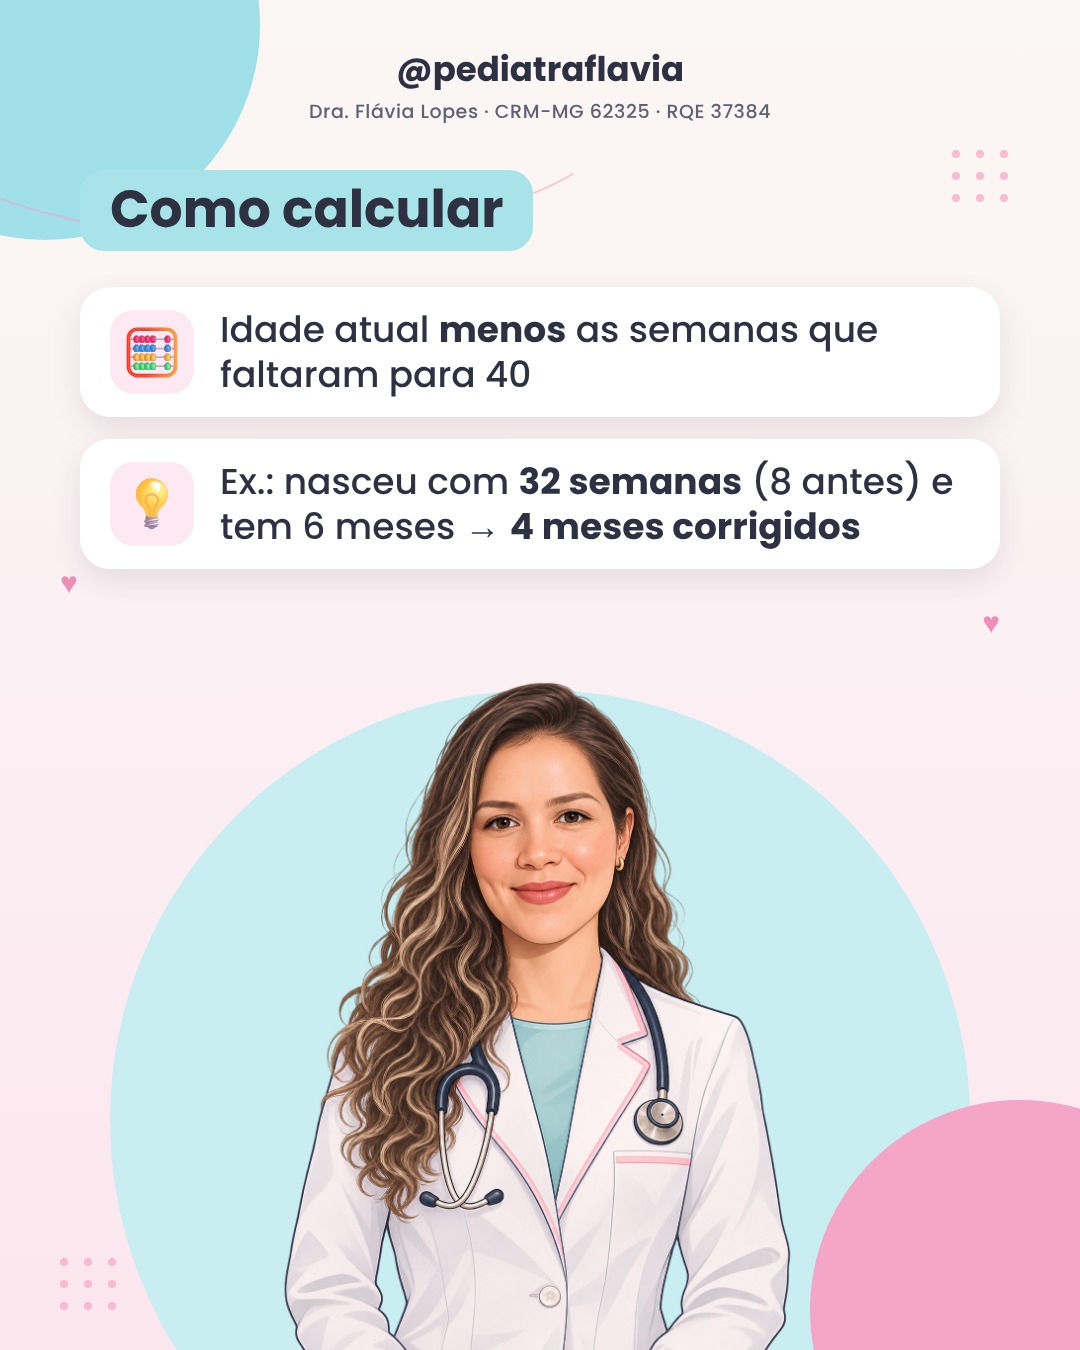 @pediatraflavia
Dra. Flávia Lopes · CRM-MG 62325 · RQE 37384
Como calcular
Idade atual menos as semanas que
faltaram para 40
Ex.: nasceu com 32 semanas (8 antes) e
tem 6 meses → 4 meses corrigidos